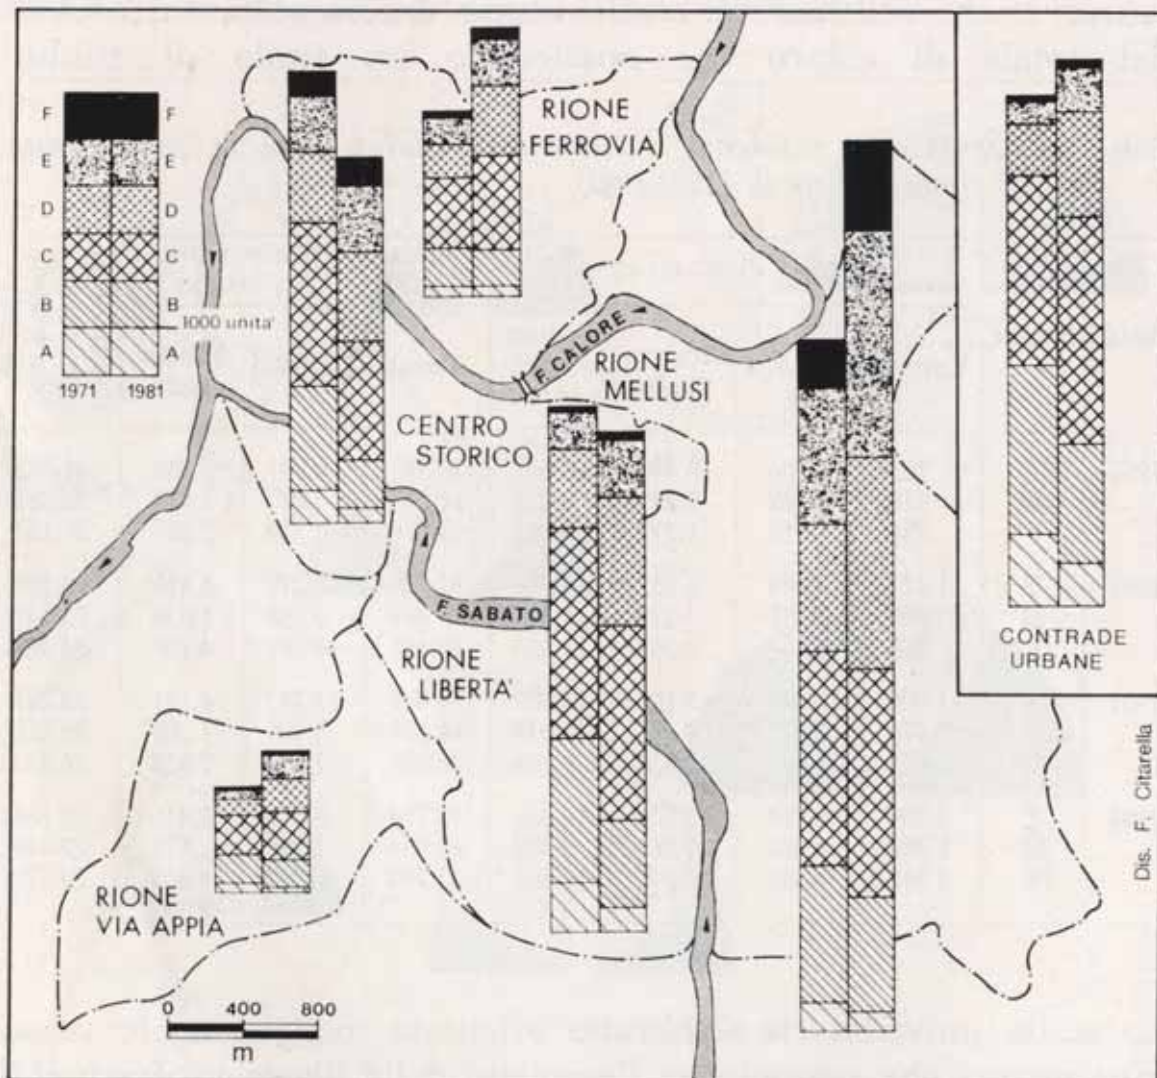 F F
E E
D D
C C
B B
1000 unita'
A A
1971 1981
RIONE
FERROVIA
F. CALORE
RIONE
MELLUSI
CENTRO
STORICO
F. SABATO
RIONE
LIBERTA'
RIONE
VIA APPIA
0 400 800
m
CONTRADE
URBANE
Dis. F. Citarella